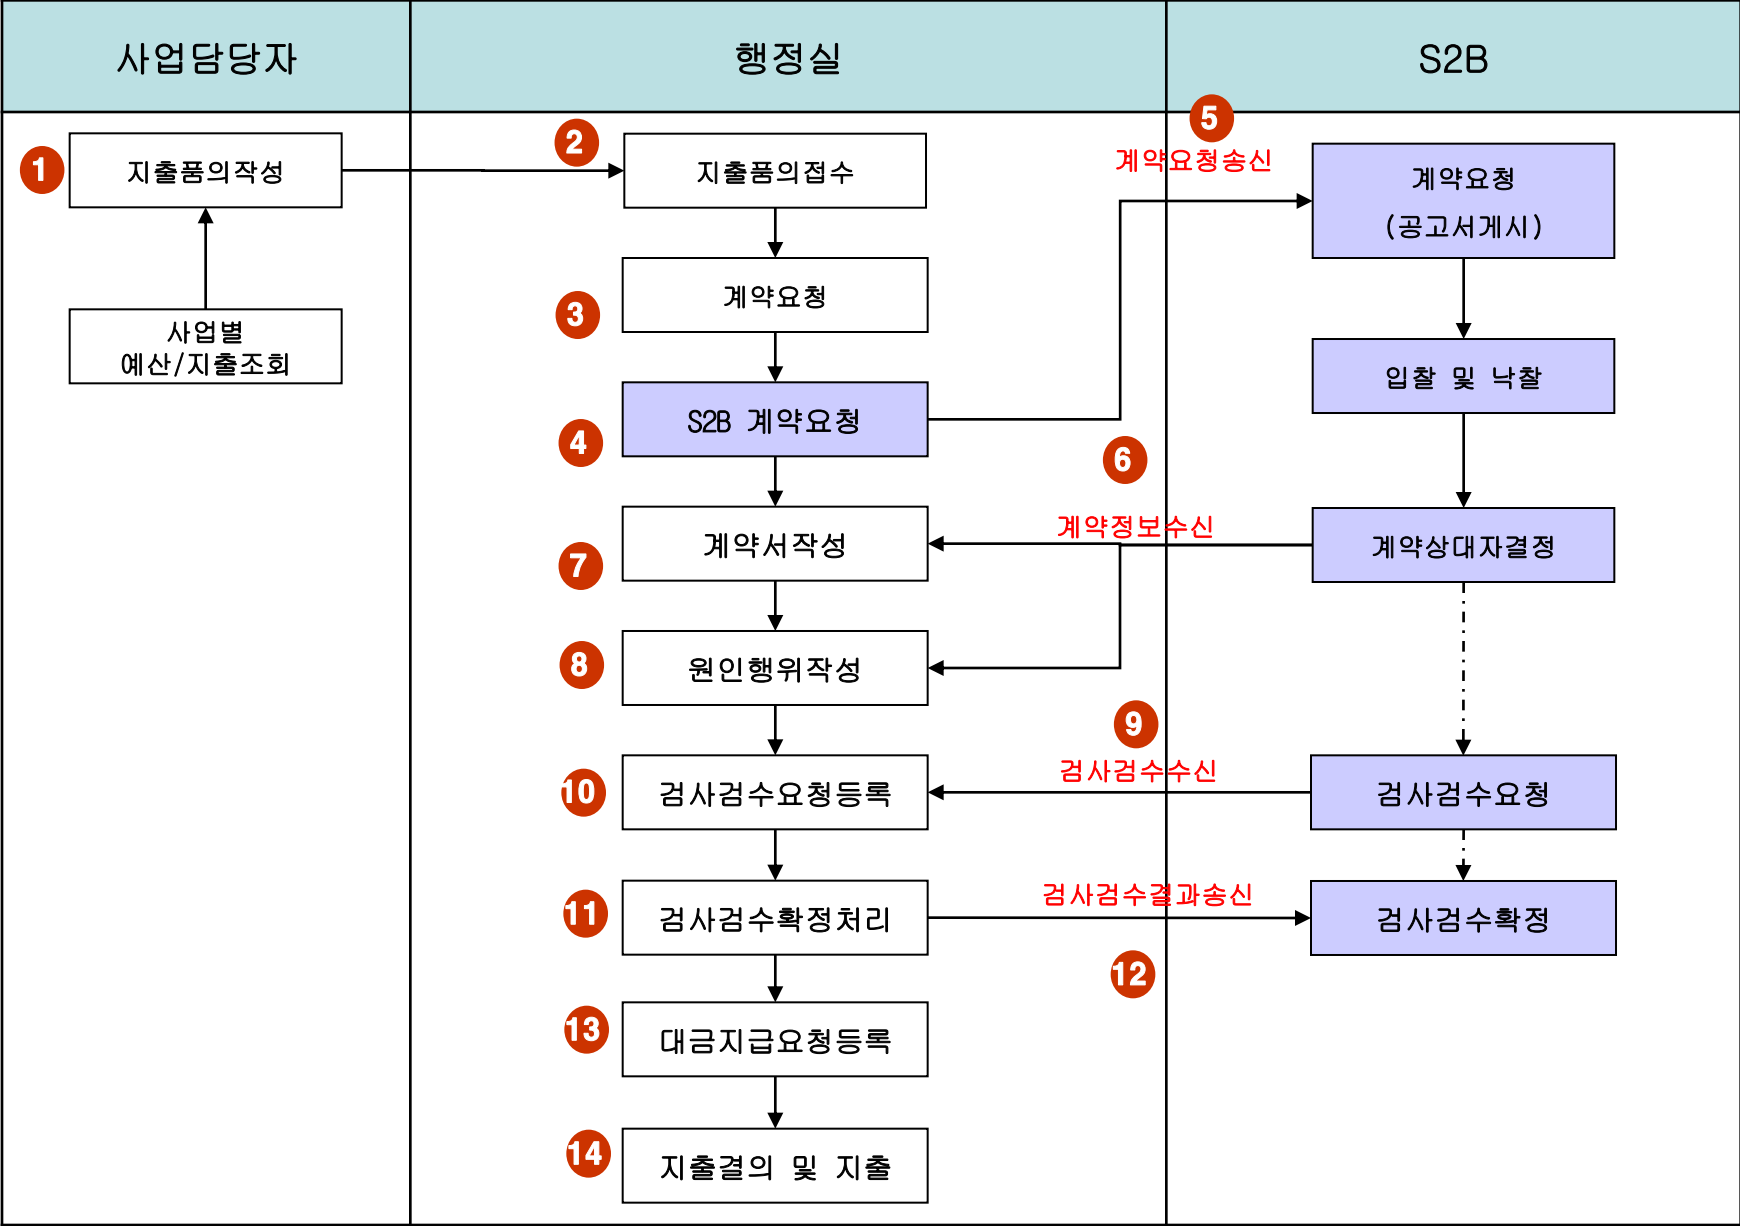 사업담당자
행정실
S2B
1
지출품의작성
사업별
예산/지출조회
2
지출품의접수
3
계약요청
4
S2B 계약요청
5
계약요청송신
계약요청
(공고서게시)
입찰 및 낙찰
6
계약정보수신
계약상대자결정
7
계약서작성
8
원인행위작성
9
검사검수수신
검사검수요청
10
검사검수요청등록
11
검사검수확정처리
검사검수결과송신
12
검사검수확정
13
대금지급요청등록
14
지출결의 및 지출